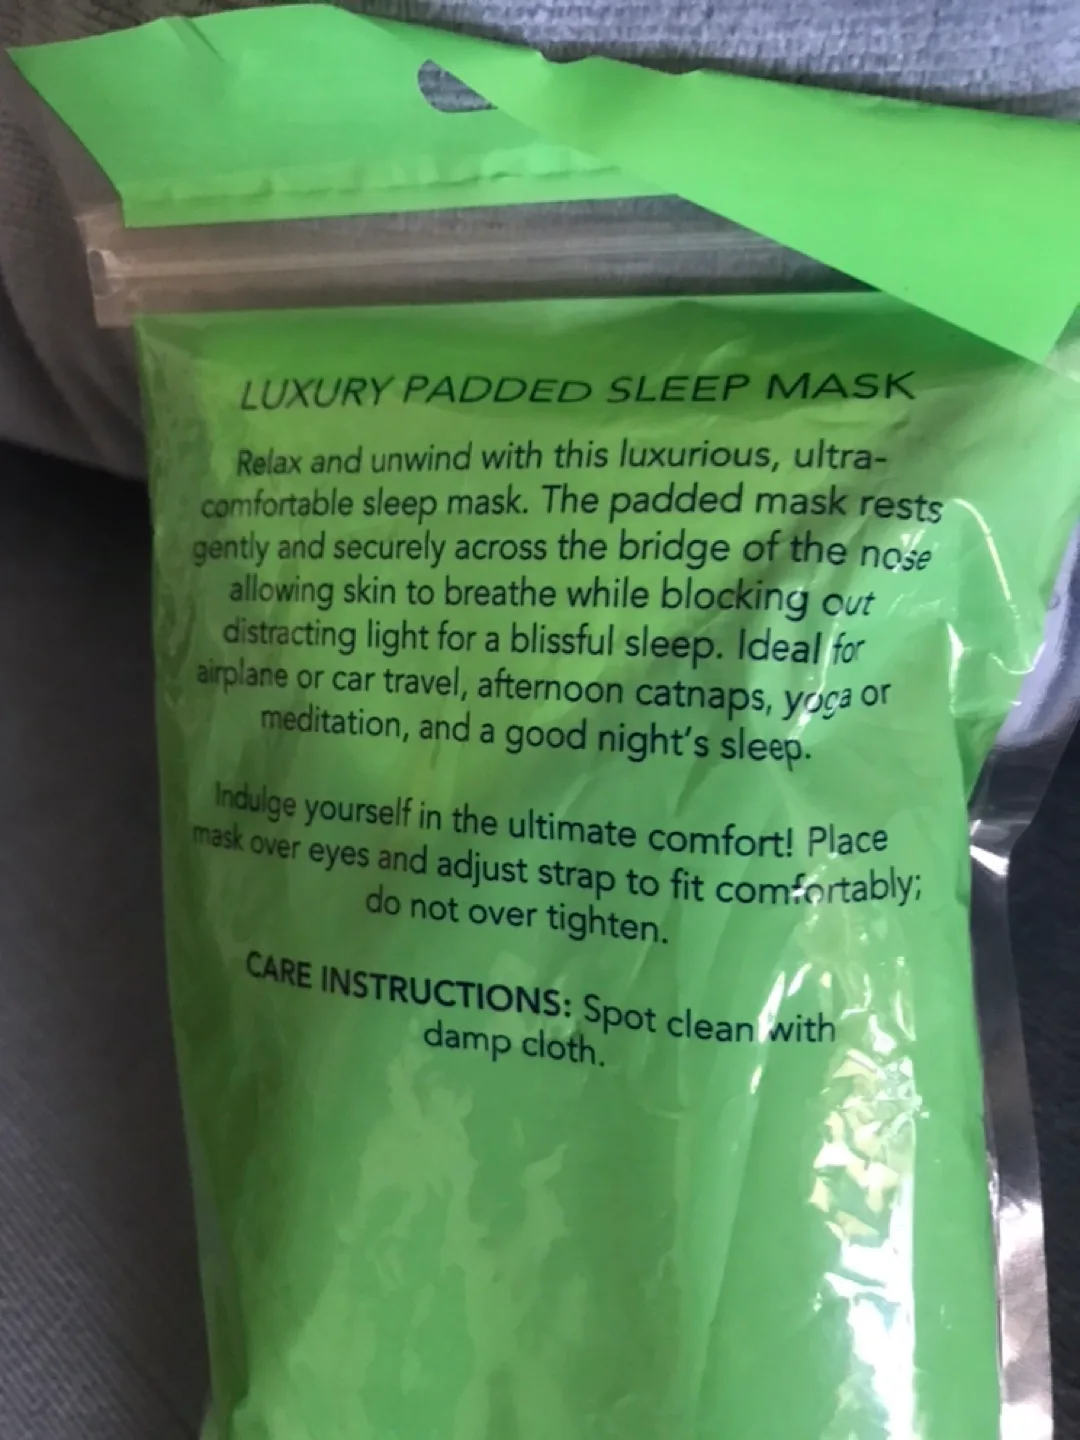 LUXURY PADDED SLEEP MASK
Relax and unwind with this luxurious, ultra-
comfortable sleep mask. The padded mask rests
gently and securely across the bridge of the nose
allowing skin to breathe while blocking out
distracting light for a blissful sleep. Ideal for
airplane or car travel, afternoon catnaps, yoga or
meditation, and a good night's sleep.
Indulge yourself in the ultimate comfort! Place
mask over eyes and adjust strap to fit comfortably;
do not over tighten.
CARE INSTRUCTIONS: Spot clean with
damp cloth.